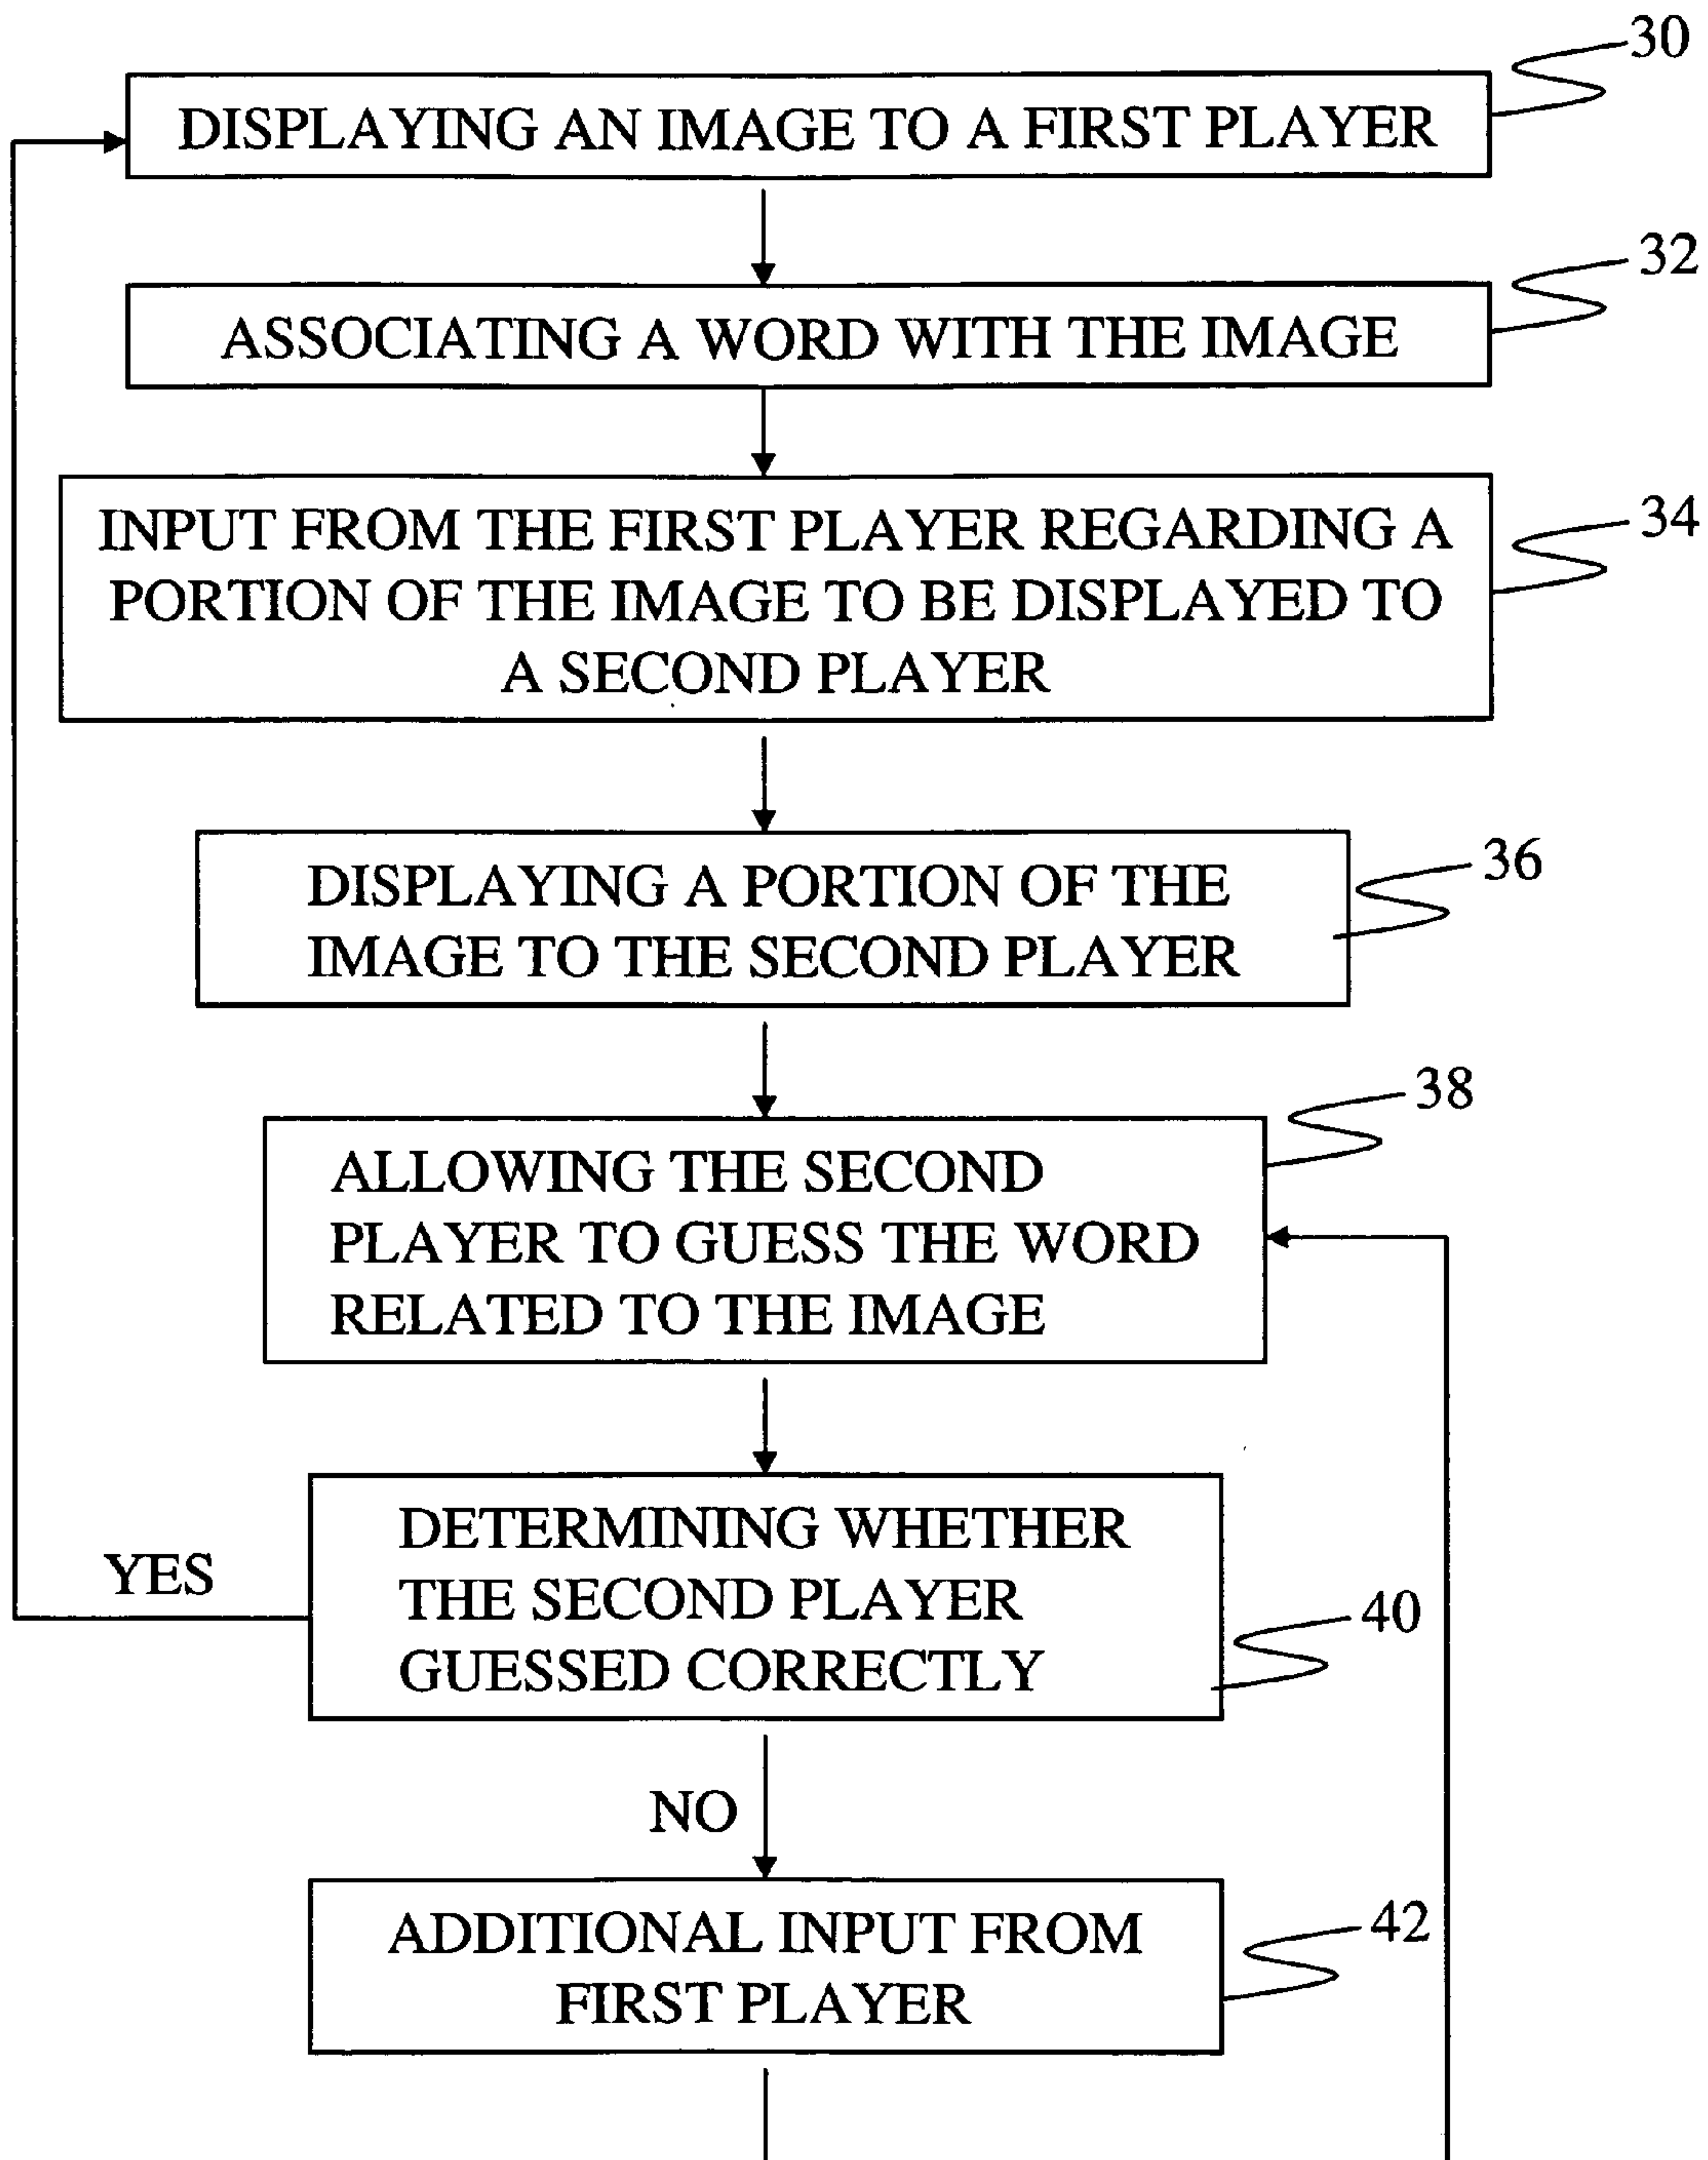 30
DISPLAYING AN IMAGE TO A FIRST PLAYER
32
ASSOCIATING A WORD WITH THE IMAGE
34
INPUT FROM THE FIRST PLAYER REGARDING A
PORTION OF THE IMAGE TO BE DISPLAYED TO
A SECOND PLAYER
36
DISPLAYING A PORTION OF THE
IMAGE TO THE SECOND PLAYER
38
ALLOWING THE SECOND
PLAYER TO GUESS THE WORD
RELATED TO THE IMAGE
DETERMINING WHETHER
THE SECOND PLAYER
GUESSED CORRECTLY
YES
40
NO
ADDITIONAL INPUT FROM
FIRST PLAYER
42